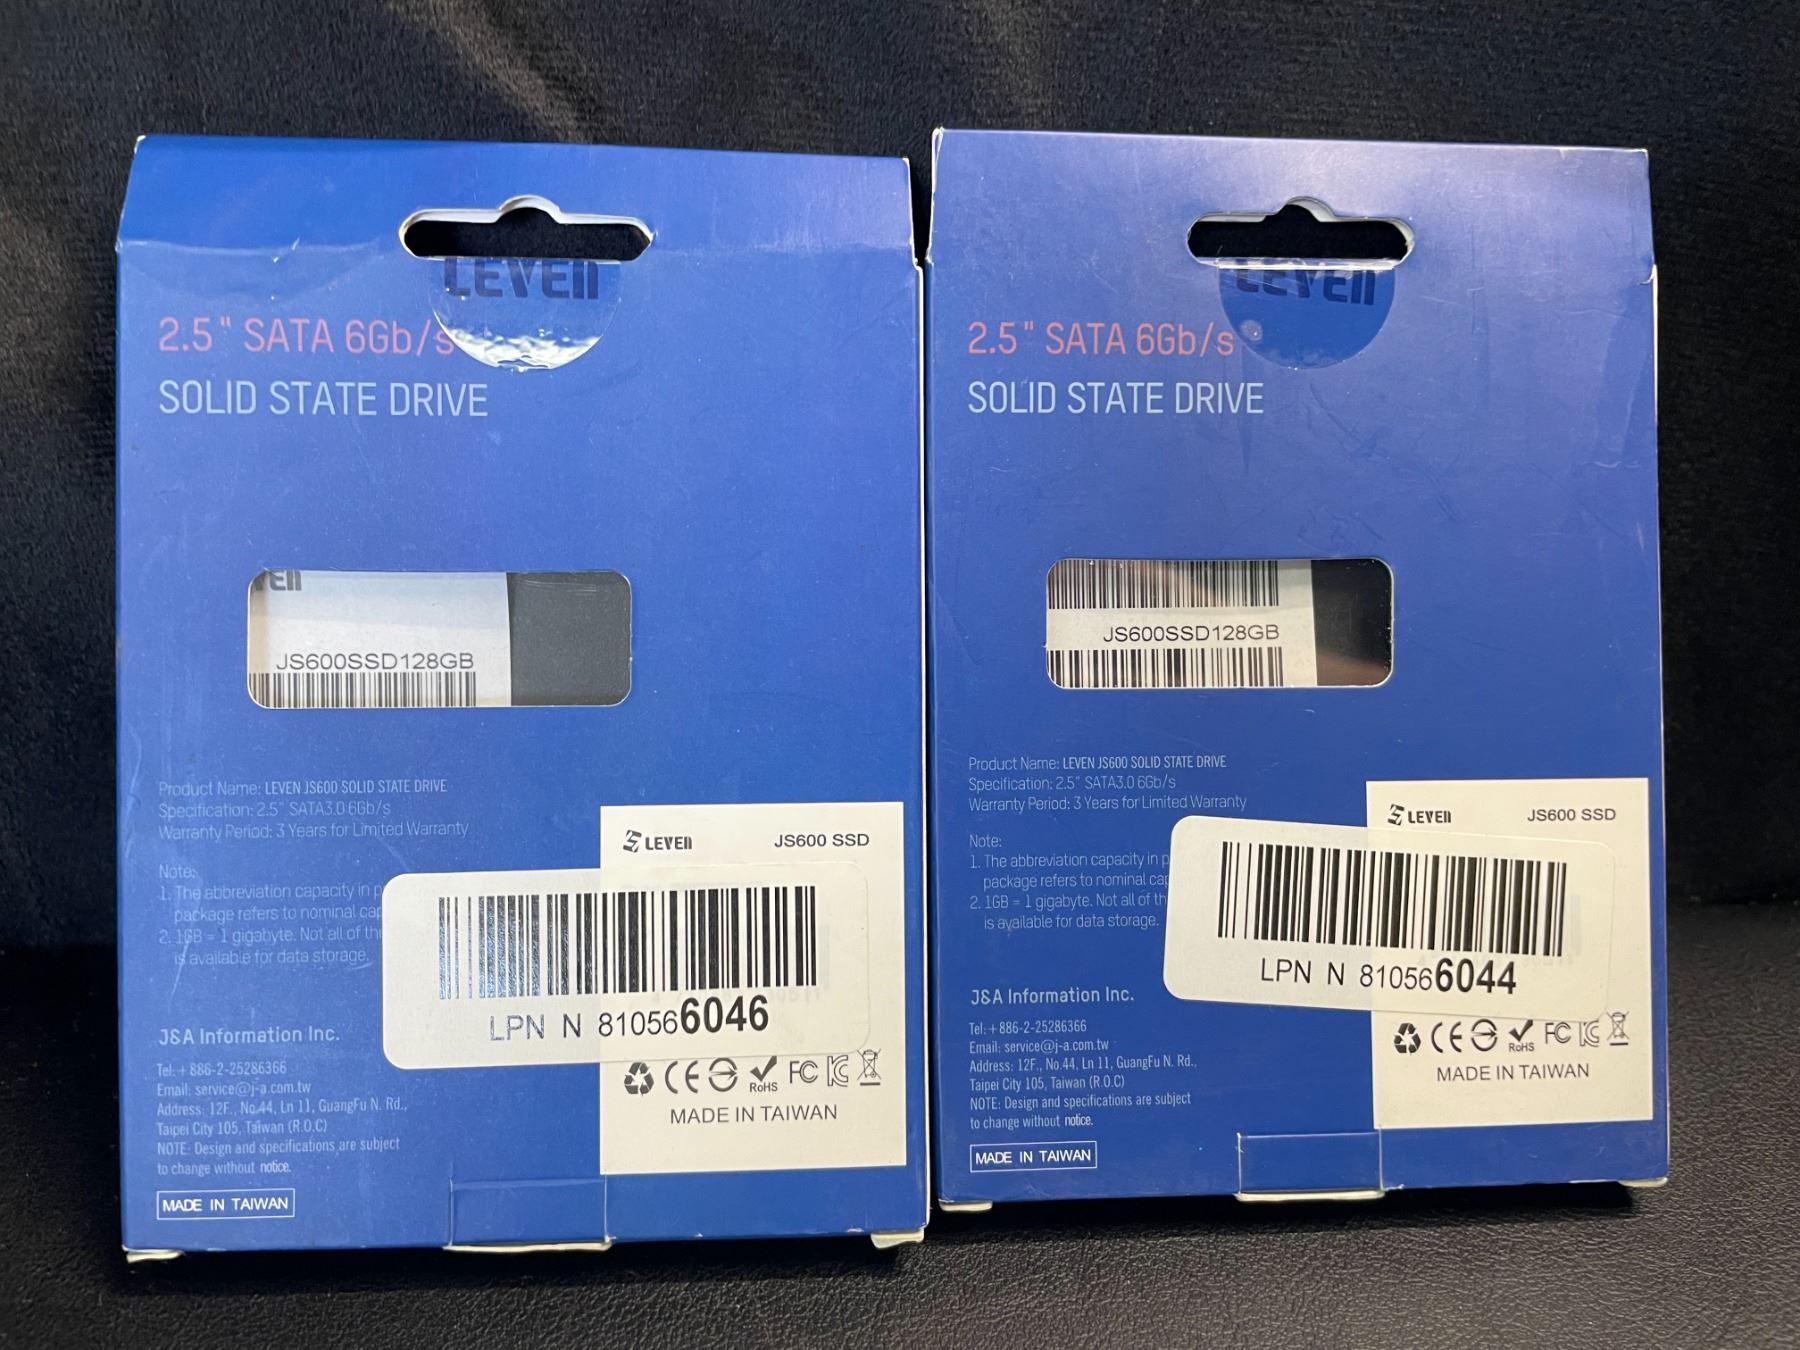 LEVEn
2.5" SATA 6Gb/s
SOLID STATE DRIVE
VEn
JS600SSD128GB
Product Name: LEVEN JS600 SOLID STATE DRIVE
Specification: 2.5" SATA3.0 6Gb/s
Warranty Period: 3 Years for Limited Warranty
Note:
1. The abbreviation capacity in p
package refers to nominal cap
2. 1GB = 1 gigabyte. Not all of th
is available for data storage.
LEVEn JS600 SSD
LPN N 8105666046
J&A Information Inc.
Tel: + 886-2-25286366
Email: service@j-a.com.tw
Address: 12F., No.44, Ln 11, GuangFu N. Rd.,
Taipei City 105, Taiwan (R.O.C)
NOTE: Design and specifications are subject
to change without notice.
MADE IN TAIWAN
RoHS FC
MADE IN TAIWAN
LEVEn
2.5" SATA 6Gb/s
SOLID STATE DRIVE
JS600SSD128GB
Product Name: LEVEN JS600 SOLID STATE DRIVE
Specification: 2.5" SATA3.0 6Gb/s
Warranty Period: 3 Years for Limited Warranty
Note:
1. The abbreviation capacity in p
package refers to nominal cap
2. 1GB = 1 gigabyte. Not all of th
is available for data storage.
LEVEn JS600 SSD
LPN N 8105666044
J&A Information Inc.
Tel: + 886-2-25286366
Email: service@j-a.com.tw
Address: 12F., No.44, Ln 11, GuangFu N. Rd.,
Taipei City 105, Taiwan (R.O.C)
NOTE: Design and specifications are subject
to change without notice.
MADE IN TAIWAN
RoHS FC
MADE IN TAIWAN